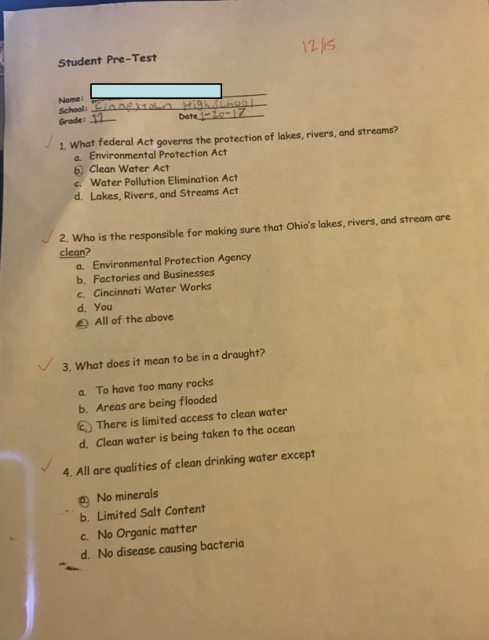 12/15
Student Pre-Test
Name:
School: Finneytown High School
Grade: 12 Date 1-20-17
1. What federal Act governs the protection of lakes, rivers, and streams?
a. Environmental Protection Act
b. Clean Water Act
c. Water Pollution Elimination Act
d. Lakes, Rivers, and Streams Act
2. Who is the responsible for making sure that Ohio's lakes, rivers, and stream are
clean?
a. Environmental Protection Agency
b. Factories and Businesses
c. Cincinnati Water Works
d. You
e. All of the above
3. What does it mean to be in a draught?
a. To have too many rocks
b. Areas are being flooded
c. There is limited access to clean water
d. Clean water is being taken to the ocean
4. All are qualities of clean drinking water except
a. No minerals
b. Limited Salt Content
c. No Organic matter
d. No disease causing bacteria